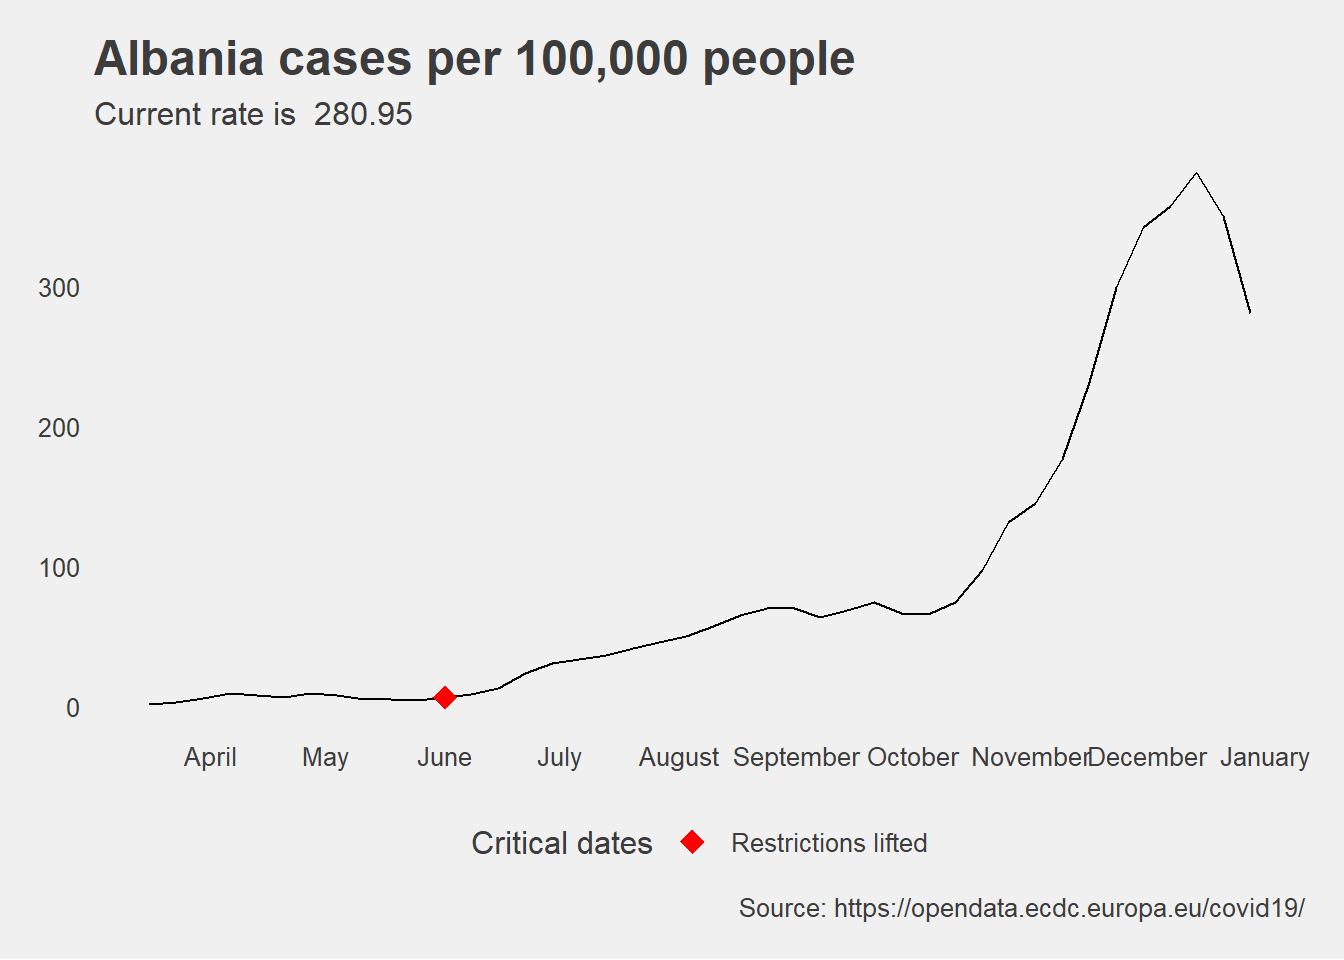 Albania cases per 100,000 people
Current rate is  280.95
300
200
100
0
April May June July August September October November December January
Critical dates Restrictions lifted
Source: https://opendata.ecdc.europa.eu/covid19/